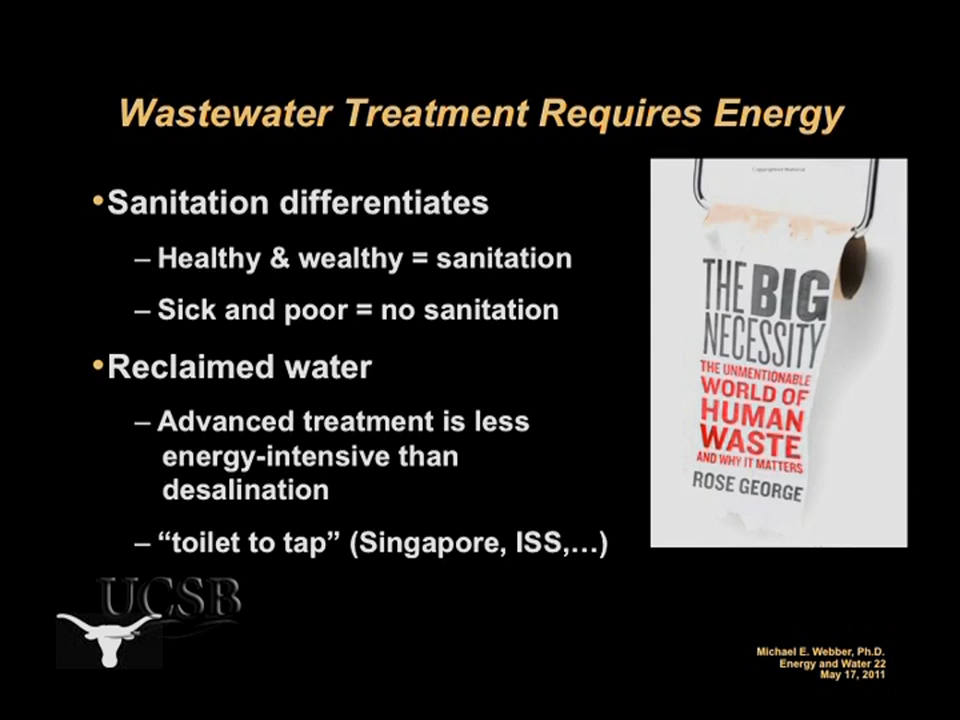 Wastewater Treatment Requires Energy
•Sanitation differentiates
– Healthy & wealthy = sanitation
– Sick and poor = no sanitation
•Reclaimed water
– Advanced treatment is less
energy-intensive than
desalination
– “toilet to tap” (Singapore, ISS,…)
Copyrighted Material
THE BIG
NECESSITY
THE UNMENTIONABLE
WORLD OF
HUMAN
WASTE
AND WHY IT MATTERS
ROSE GEORGE
UCSB
Michael E. Webber, Ph.D.
Energy and Water 22
May 17, 2011